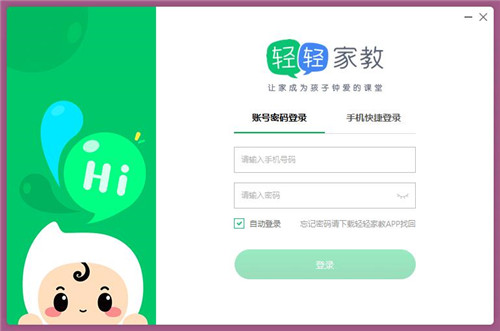 Hi
轻轻家教
让家成为孩子钟爱的课堂
账号密码登录 手机快捷登录
请输入手机号码
请输入密码
自动登录 忘记密码请下载轻轻家教APP找回
登录